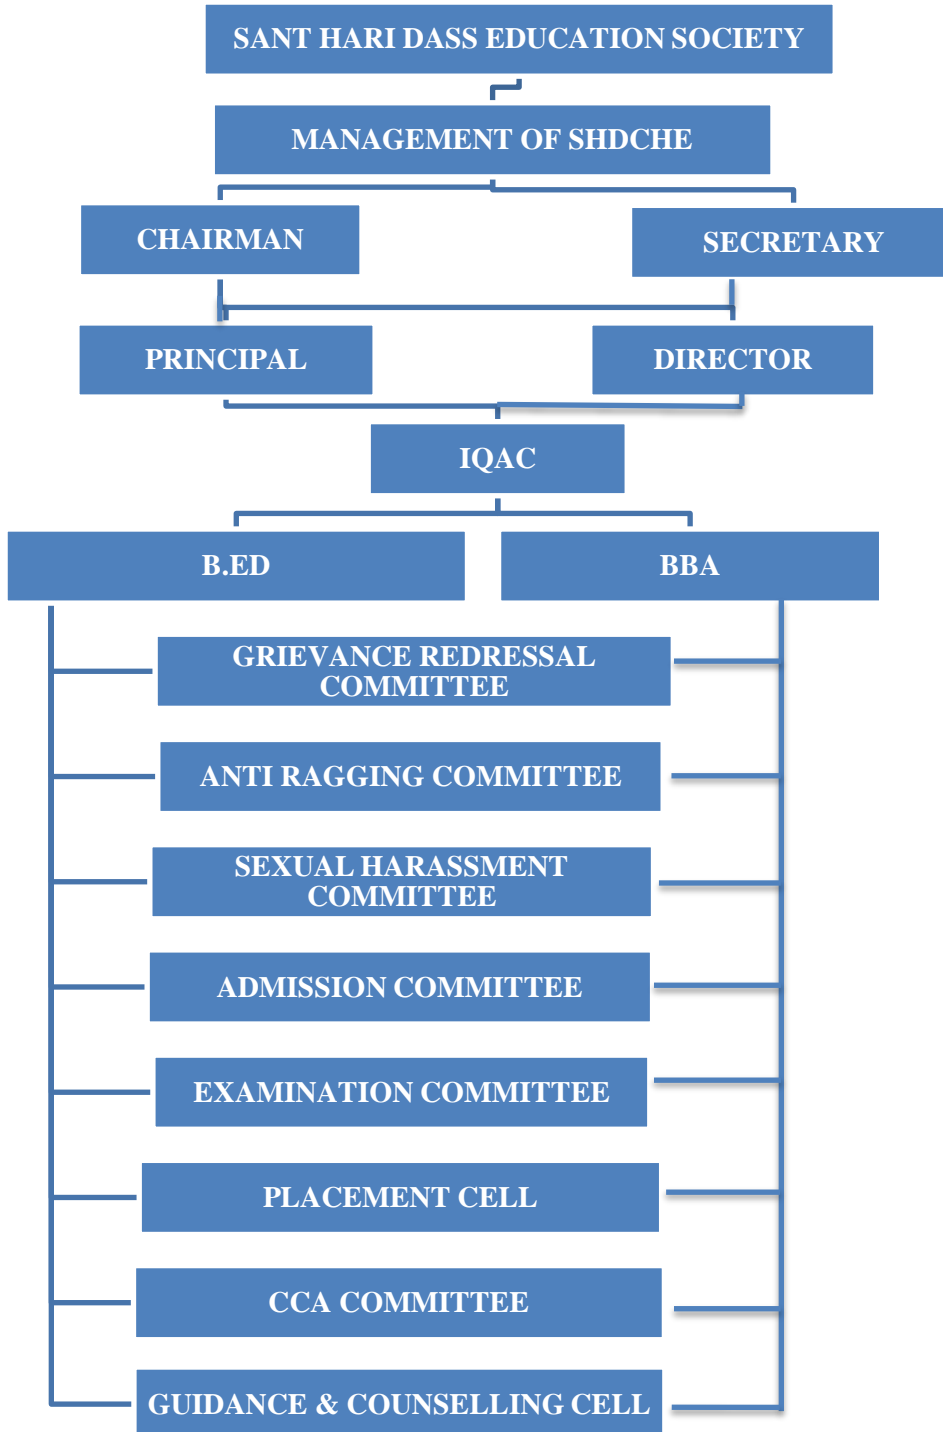 SANT HARI DASS EDUCATION SOCIETY
MANAGEMENT OF SHDCHE
CHAIRMAN
SECRETARY
PRINCIPAL
DIRECTOR
IQAC
B.ED
BBA
GRIEVANCE REDRESSAL
COMMITTEE
ANTI RAGGING COMMITTEE
SEXUAL HARASSMENT
COMMITTEE
ADMISSION COMMITTEE
EXAMINATION COMMITTEE
PLACEMENT CELL
CCA COMMITTEE
GUIDANCE & COUNSELLING CELL